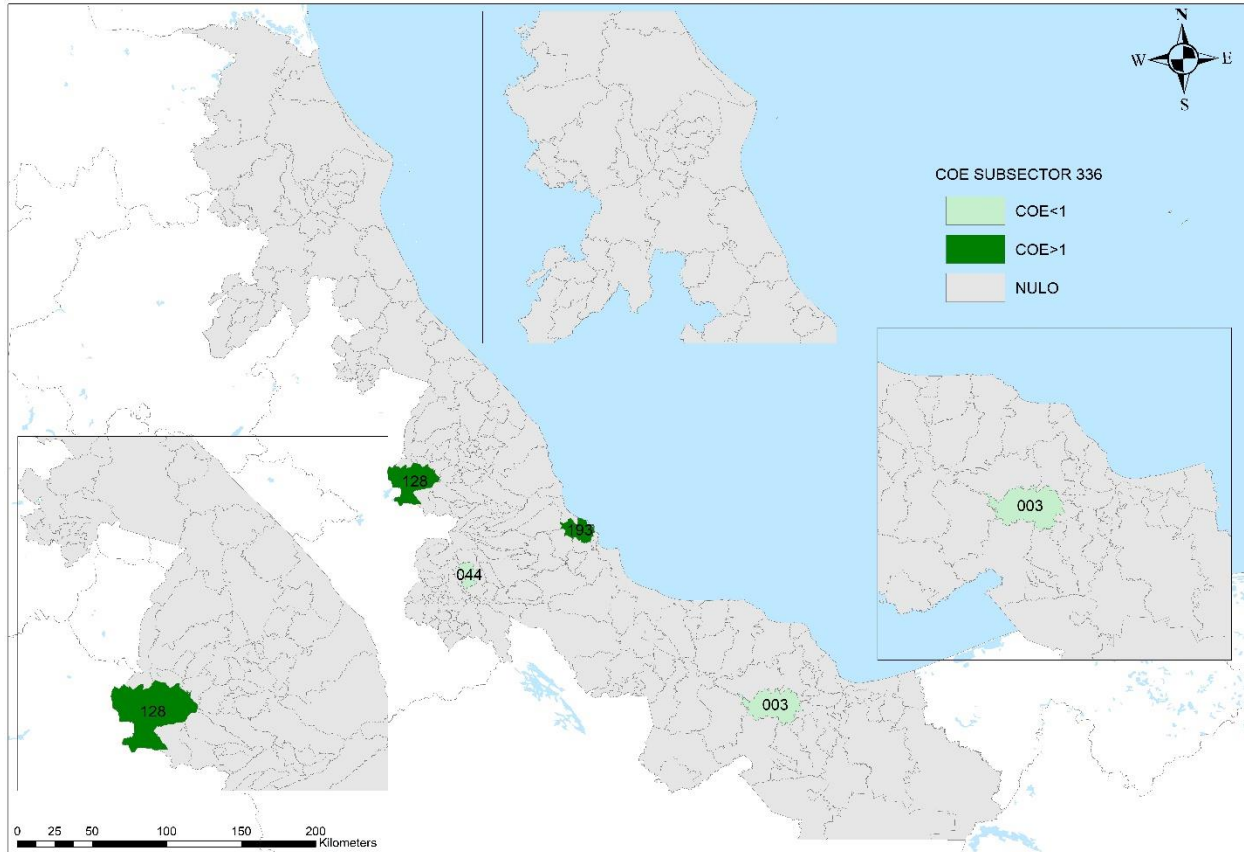 N
W E
S
COE SUBSECTOR 336
COE<1
COE>1
NULO
128
193
044
003
003
128
0 25 50 100 150 200
Kilometers